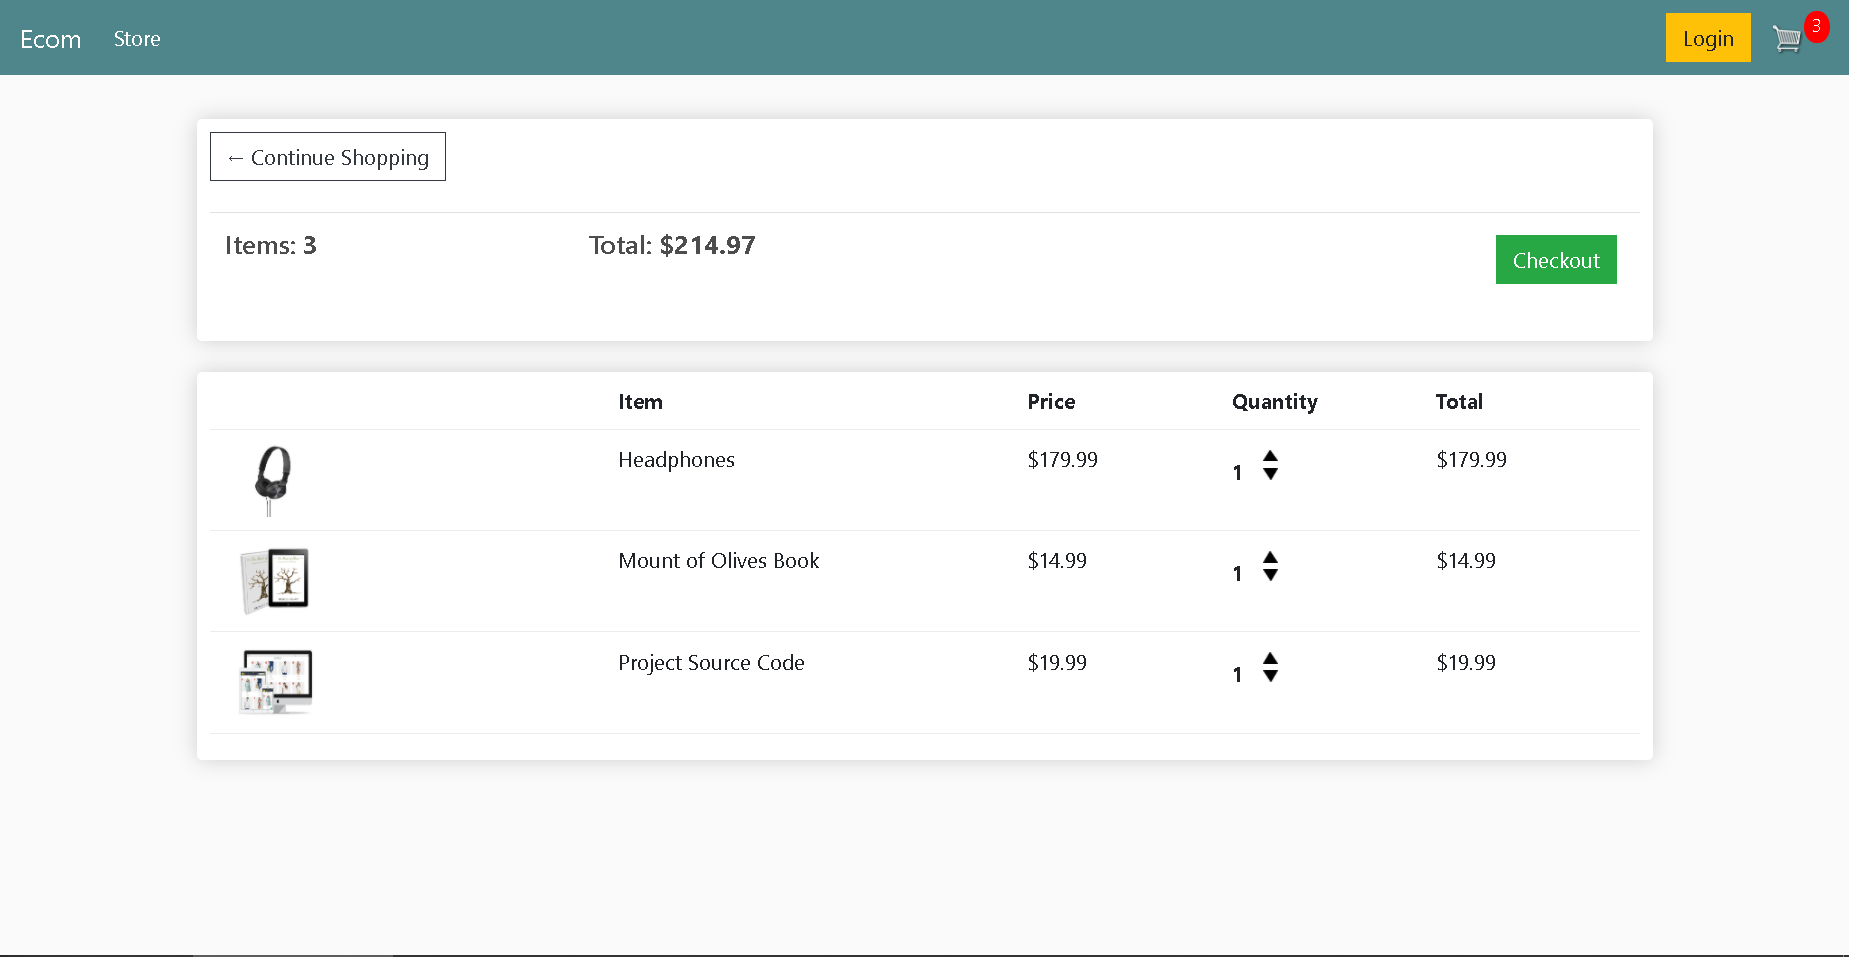 Ecom Store Login 3
← Continue Shopping
Items: 3 Total: $214.97 Checkout
Item Price Quantity Total
Headphones $179.99 1 $179.99
Mount of Olives Book $14.99 1 $14.99
Project Source Code $19.99 1 $19.99